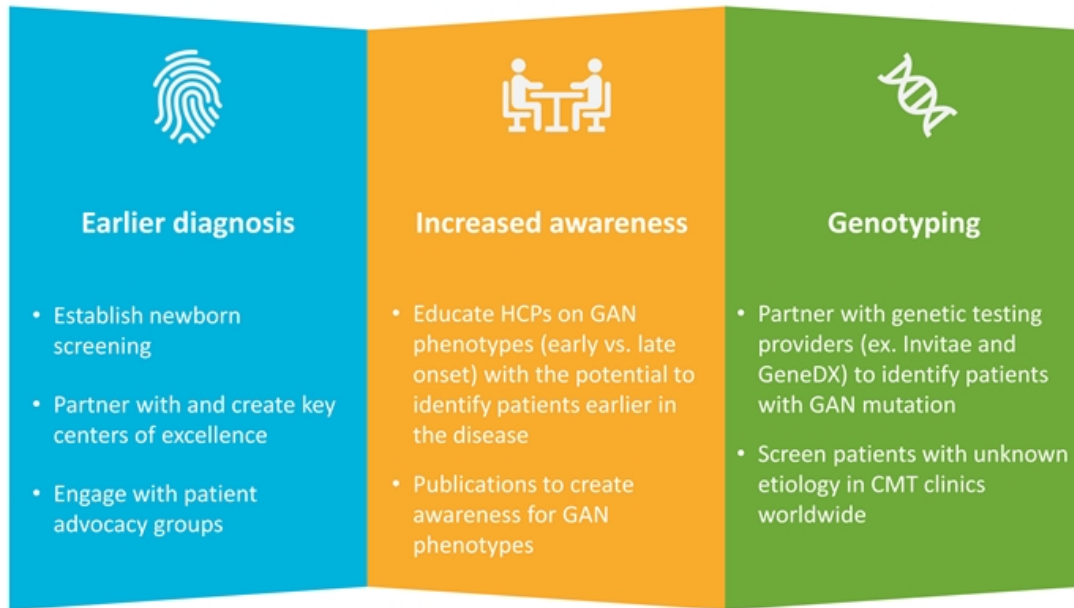 Earlier diagnosis
• Establish newborn
screening
• Partner with and create key
centers of excellence
• Engage with patient
advocacy groups
Increased awareness
• Educate HCPs on GAN
phenotypes (early vs. late
onset) with the potential to
identify patients earlier in
the disease
• Publications to create
awareness for GAN
phenotypes
Genotyping
• Partner with genetic testing
providers (ex. Invitae and
GeneDX) to identify patients
with GAN mutation
• Screen patients with unknown
etiology in CMT clinics
worldwide